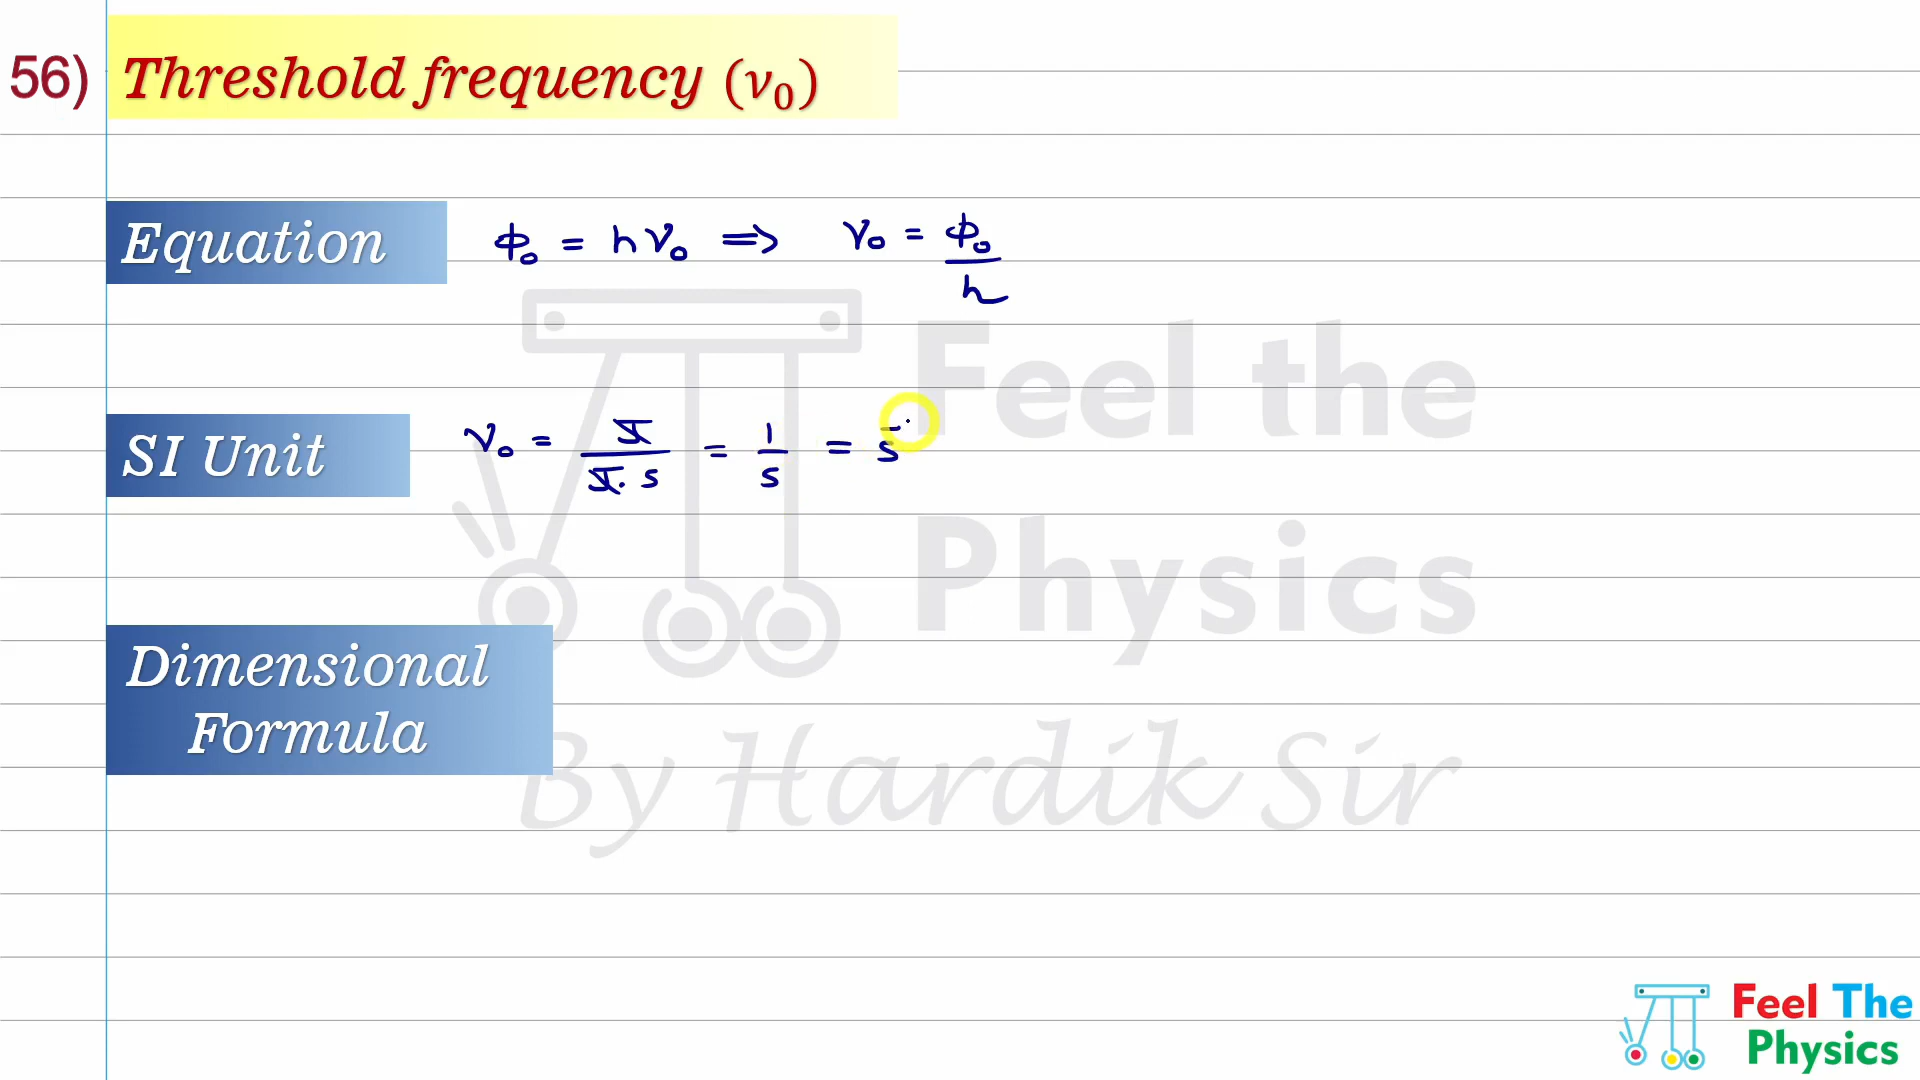 56) Threshold frequency (ν₀)
Equation ϕ₀ = hν₀ ⇒ ν₀ = ϕ₀/h
SI Unit ν₀ = J/J·s = 1/s = s⁻
Dimensional
Formula
Feel the
Physics
By Hardik Sir
Feel The
Physics